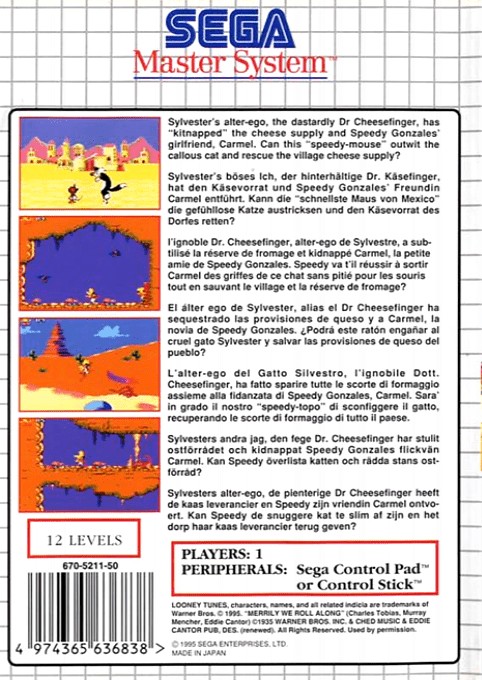 SEGA
Master System™
Sylvester's alter-ego, the dastardly Dr Cheesefinger, has
"kitnapped" the cheese supply and Speedy Gonzales'
girlfriend, Carmel. Can this "speedy-mouse" outwit the
callous cat and rescue the village cheese supply?
Sylvester's böses Ich, der hinterhältige Dr. Käsefinger,
hat den Käsevorrat und Speedy Gonzales' Freundin
Carmel entführt. Kann die "schnellste Maus von Mexico"
die gefühllose Katze austricksen und den Käsevorrat des
Dorfes retten?
l'ignoble Dr. Cheesefinger, alter-ego de Sylvestre, a sub-
tilisé la réserve de fromage et kidnappé Carmel, la petite
amie de Speedy Gonzales. Speedy va t'il réussir à sortir
Carmel des griffes de ce chat sans pitié pour les souris
tout en sauvant le village et la réserve de fromage?
El álter ego de Sylvester, alias el Dr Cheesefinger ha
sequestrado las provisiones de queso y a Carmel, la
novia de Speedy Gonzales. ¿Podrá este ratón engañar al
cruel gato Sylvester y salvar las provisiones de queso del
pueblo?
L'alter-ego del Gatto Silvestro, l'ignobile Dott.
Cheesefinger, ha fatto sparire tutte le scorte di formaggio
assieme alla fidanzata di Speedy Gonzales, Carmel. Sara'
in grado il nostro "speedy-topo" di sconfiggere il gatto,
recuperando le scorte di formaggio di tutto il paese.
Sylvesters andra jag, den fege Dr. Cheesefinger har stulit
ostförrådet och kidnappat Speedy Gonzales flickvän
Carmel. Kan Speedy överlista katten och rädda stans ost-
förråd?
Sylvesters alter-ego, de pienterige Dr Cheesefinger heeft
de kaas leverancier en Speedy zijn vriendin Carmel ontvo-
ert. Kan Speedy de snuggere kat te slim af zijn en het
dorp haar kaas leverancier terug geven?
12 LEVELS
PLAYERS: 1
PERIPHERALS: Sega Control Pad™
or Control Stick™
670-5211-50
4 974365 636838 >
LOONEY TUNES, characters, names, and all related indicia are trademarks of
Warner Bros. © 1995. "MERRILY WE ROLL ALONG" (Charles Tobias, Murray
Mencher, Eddie Cantor) ©1935 WARNER BROS. INC. & CHED MUSIC & EDDIE
CANTOR PUB, DES. (renewed). All Rights Reserved. Used by permission.
© 1995 SEGA ENTERPRISES, LTD.
MADE IN JAPAN